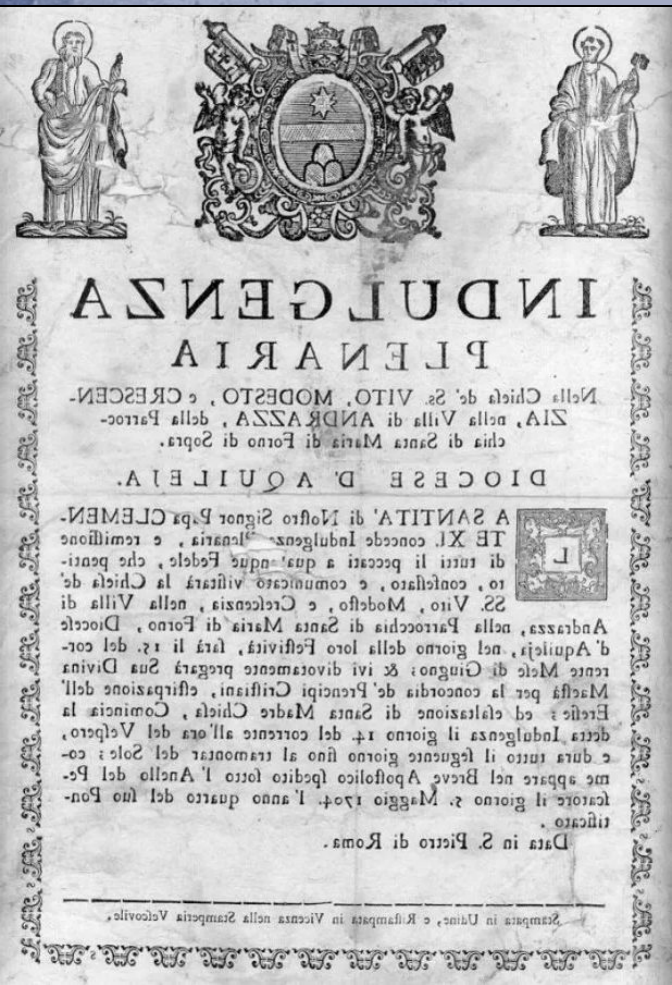 INDULGENZA
PLENARIA
Nella Chiesa de' Ss. VITO, MODESTO, e CRESCEN-
ZIA, nella Villa di ANDRAZZA, della Parroc-
chia di Santa Maria di Forno di Sopra.
DIOCESE D'AQUILEJA.
LA SANTITA' di Noſtro Signor Papa CLEMEN-
TE XI. concede Indulgenza Plenaria, e remiſſione
di tutti li peccati a qualunque Fedele, che penti-
to, confeſſato, e comunicato viſitarà la Chieſa de'
SS. Vito, Modeſto, e Creſcenzia, nella Villa di
Andrazza, nella Parrocchia di Santa Maria di Forno, Dioceſe
d'Aquileja, nel giorno della loro Feſtività, ſarà li 15. del cor-
rente Meſe di Giugno; & ivi divotamente pregarà Sua Divina
Maeſtà per la concordia de' Principi Criſtiani, eſtirpazione dell'
Ereſie; ed eſaltazione di Santa Madre Chieſa, Comincia la
detta Indulgenza il giorno 14. del corrente all'ora del Veſpero,
e dura tutto il ſeguente giorno ſino al tramontar del Sole; co-
me appare nel Breve Apoſtolico ſpedito ſotto l'Anello del Pe-
ſcatore il giorno 5. Maggio 1704. l'anno quarto del ſuo Pon-
tificato.
Data in S. Pietro di Roma.
Stampata in Udine, e Riſtampata in Vicenza nella Stamperia Veſcovile.